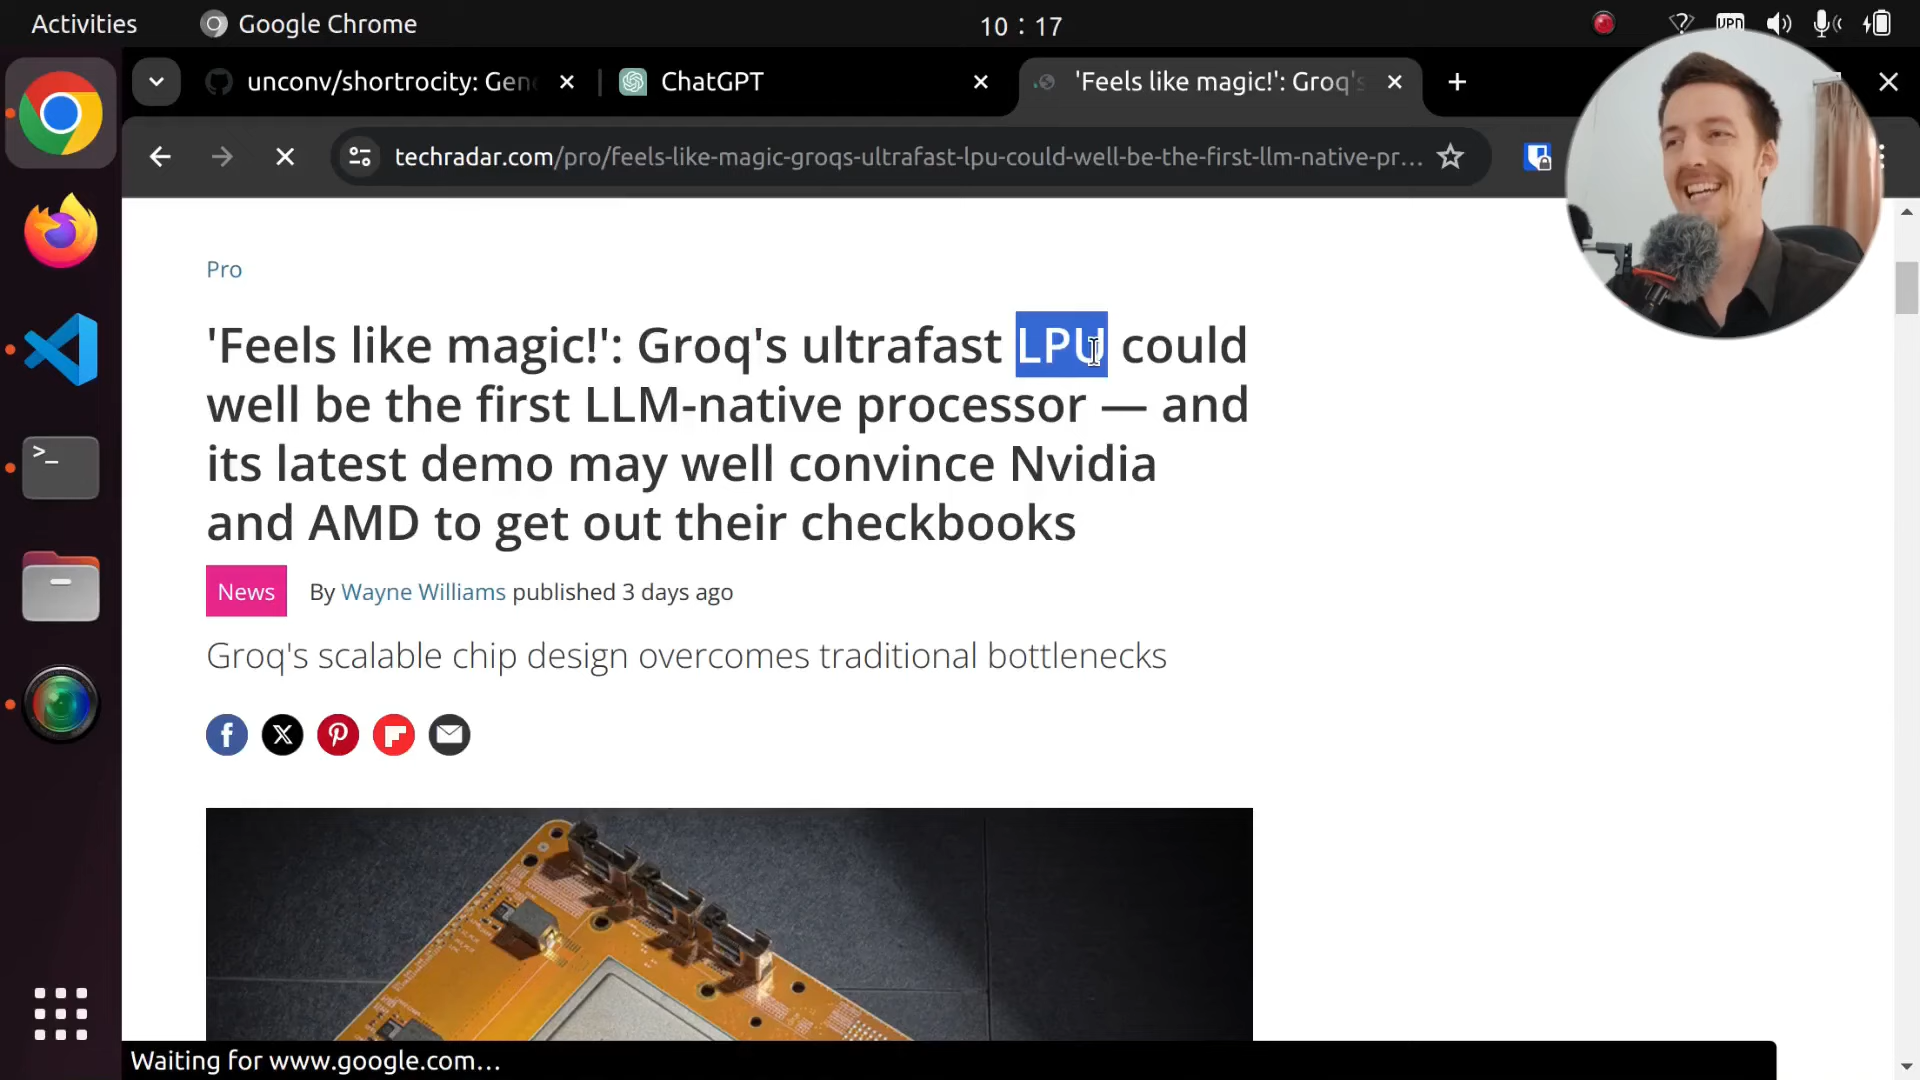 Activities
Google Chrome
10 : 17
VPN
unconv/shortrocity: Gen
ChatGPT
'Feels like magic!': Groq's
techradar.com/pro/feels-like-magic-groqs-ultrafast-lpu-could-well-be-the-first-llm-native-pr...
Pro
'Feels like magic!': Groq's ultrafast LPU could
well be the first LLM-native processor — and
its latest demo may well convince Nvidia
and AMD to get out their checkbooks
News
By Wayne Williams published 3 days ago
Groq's scalable chip design overcomes traditional bottlenecks
Waiting for www.google.com...